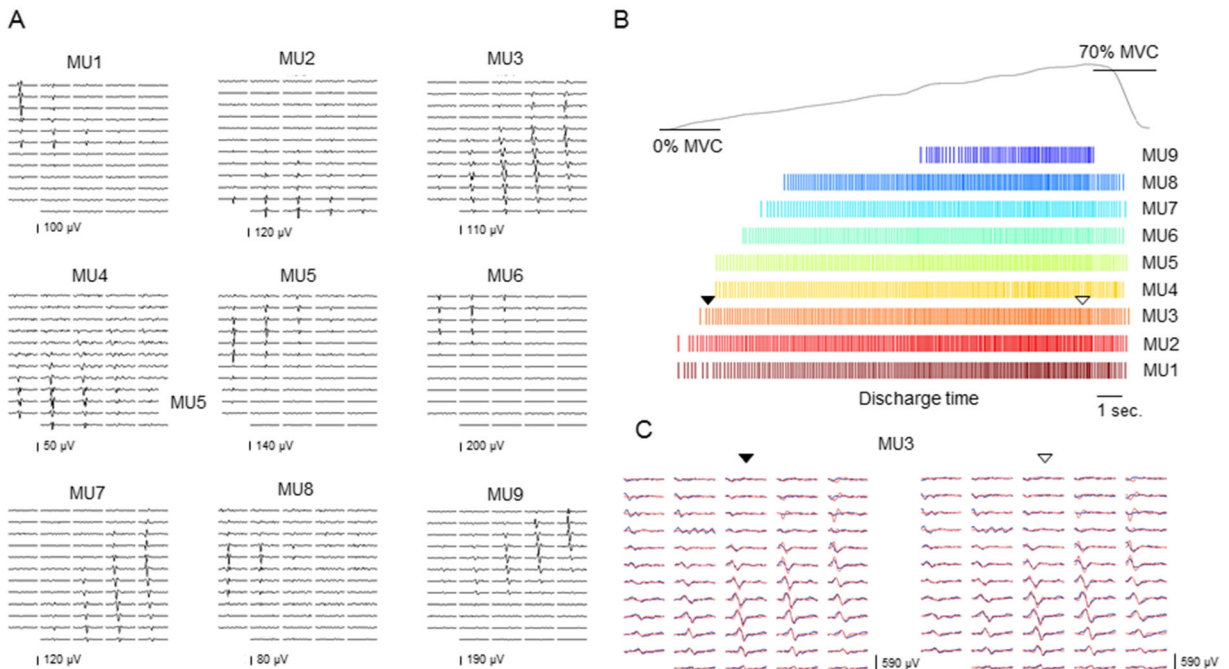 A
MU1
MU2
MU3
100 µV
120 µV
110 µV
MU4
MU5
MU6
MU5
50 µV
140 µV
200 µV
MU7
MU8
MU9
120 µV
80 µV
190 µV
B
70% MVC
0% MVC
MU9
MU8
MU7
MU6
MU5
MU4
MU3
MU2
MU1
Discharge time
1 sec.
C
MU3
590 µV
590 µV